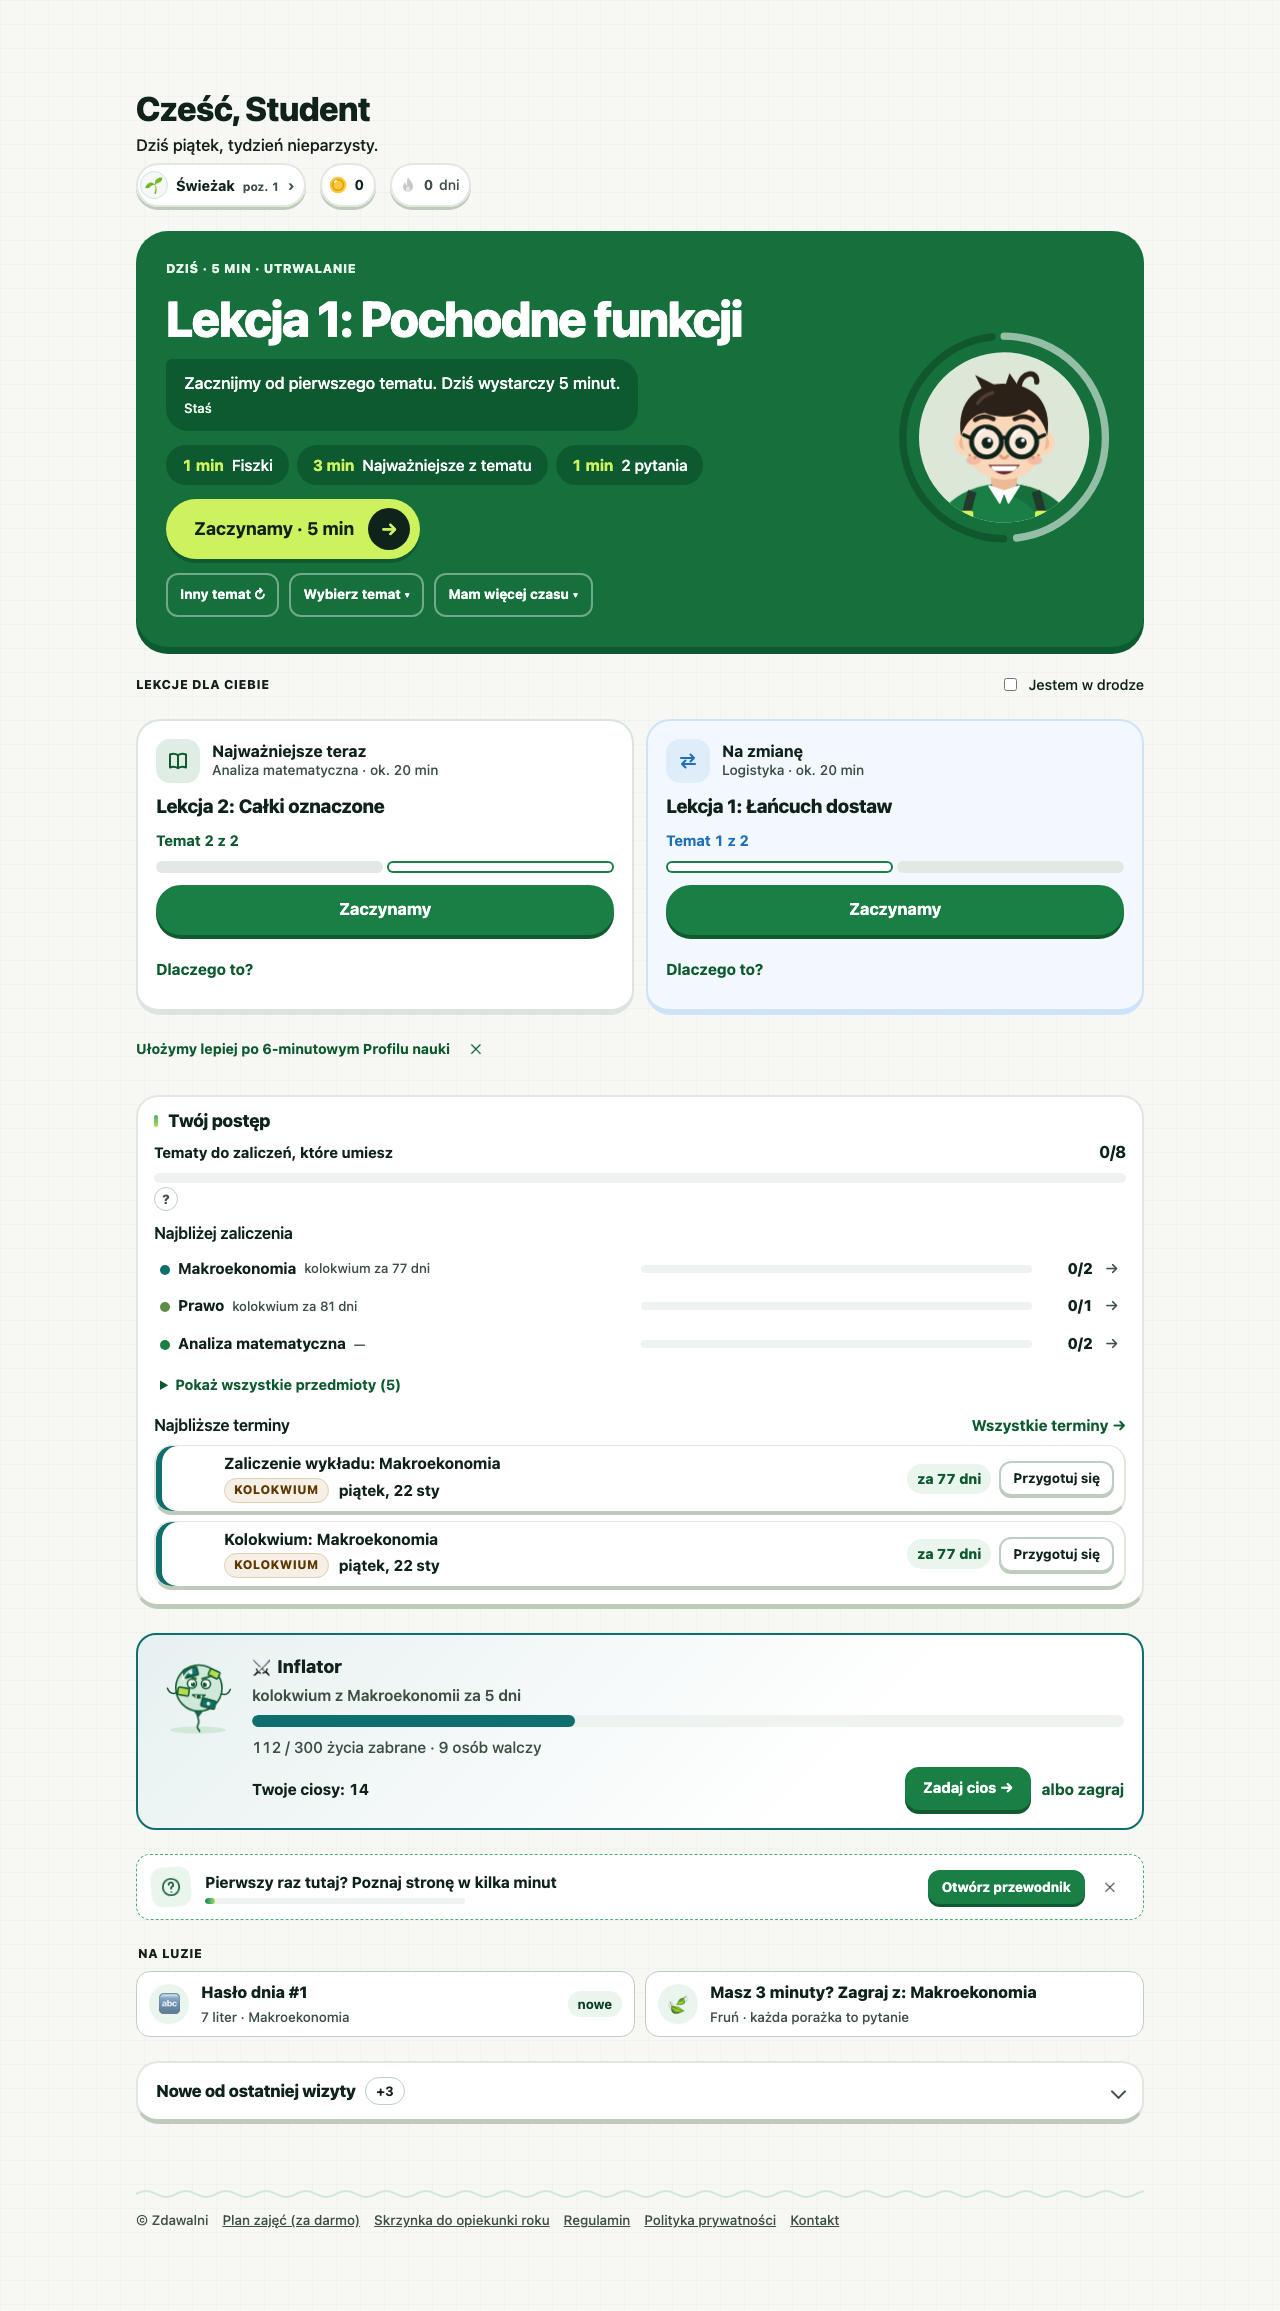 Cześć, Student
Dziś piątek, tydzień nieparzysty.
Świeżak poz. 1 ›
0
0 dni
DZIŚ · 5 MIN · UTRWALANIE
Lekcja 1: Pochodne funkcji
Zacznijmy od pierwszego tematu. Dziś wystarczy 5 minut.
Staś
1 min Fiszki
3 min Najważniejsze z tematu
1 min 2 pytania
Zaczynamy · 5 min →
Inny temat ↻
Wybierz temat ▾
Mam więcej czasu ▾
LEKCJE DLA CIEBIE
Jestem w drodze
Najważniejsze teraz
Analiza matematyczna · ok. 20 min
Lekcja 2: Całki oznaczone
Temat 2 z 2
Zaczynamy
Dlaczego to?
Na zmianę
Logistyka · ok. 20 min
Lekcja 1: Łańcuch dostaw
Temat 1 z 2
Zaczynamy
Dlaczego to?
Ułożymy lepiej po 6-minutowym Profilu nauki ×
Twój postęp
Tematy do zaliczeń, które umiesz 0/8
?
Najbliżej zaliczenia
Makroekonomia kolokwium za 77 dni 0/2 →
Prawo kolokwium za 81 dni 0/1 →
Analiza matematyczna — 0/2 →
▶ Pokaż wszystkie przedmioty (5)
Najbliższe terminy Wszystkie terminy →
Zaliczenie wykładu: Makroekonomia
KOLOKWIUM piątek, 22 sty
za 77 dni Przygotuj się
Kolokwium: Makroekonomia
KOLOKWIUM piątek, 22 sty
za 77 dni Przygotuj się
⚔ Inflator
kolokwium z Makroekonomii za 5 dni
112 / 300 życia zabrane · 9 osób walczy
Twoje ciosy: 14
Zadaj cios → albo zagraj
Pierwszy raz tutaj? Poznaj stronę w kilka minut
Otwórz przewodnik ×
NA LUZIE
abc
Hasło dnia #1
7 liter · Makroekonomia
nowe
Masz 3 minuty? Zagraj z: Makroekonomia
Fruń · każda porażka to pytanie
Nowe od ostatniej wizyty +3
© Zdawalni Plan zajęć (za darmo) Skrzynka do opiekunki roku Regulamin Polityka prywatności Kontakt